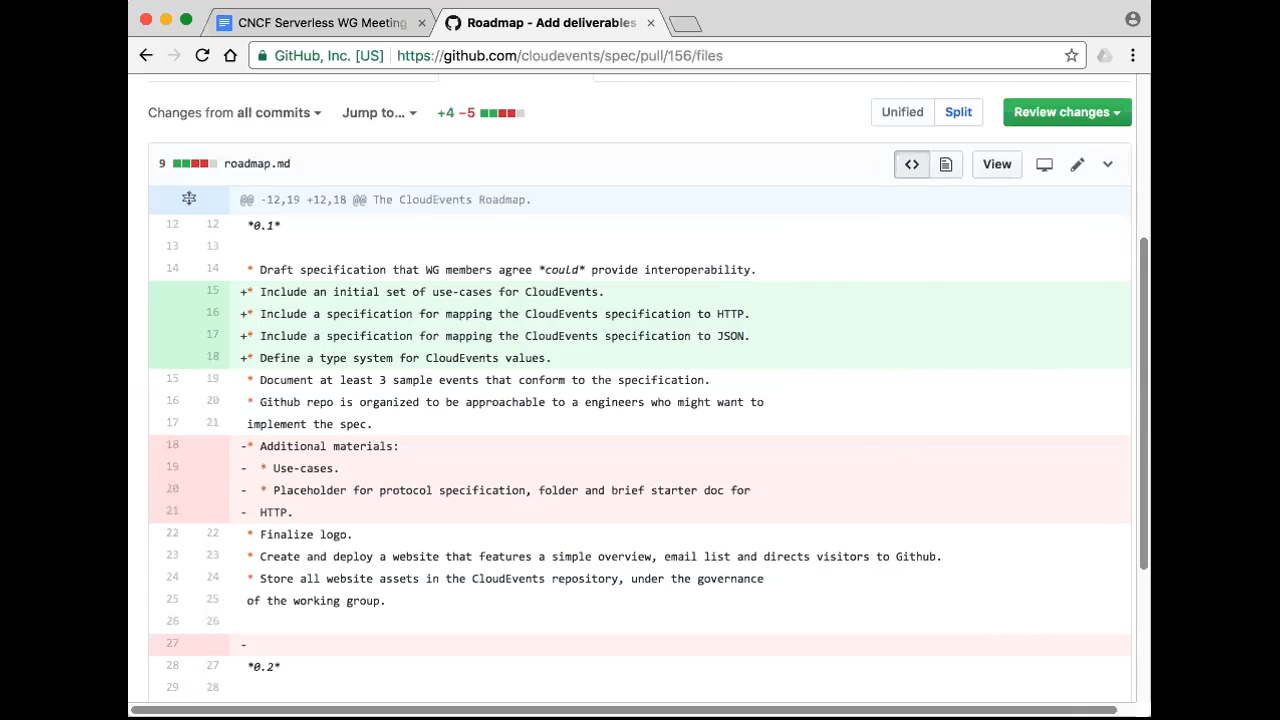 CNCF Serverless WG Meeting × Roadmap - Add deliverables ×
GitHub, Inc. [US] https://github.com/cloudevents/spec/pull/156/files
Changes from all commits Jump to... +4 −5 Unified Split Review changes
9 roadmap.md <> View
@@ -12,19 +12,18 @@ The CloudEvents Roadmap.
12 12 *0.1*
13 13
14 14 * Draft specification that WG members agree *could* provide interoperability.
15 +* Include an initial set of use-cases for CloudEvents.
16 +* Include a specification for mapping the CloudEvents specification to HTTP.
17 +* Include a specification for mapping the CloudEvents specification to JSON.
18 +* Define a type system for CloudEvents values.
15 19 * Document at least 3 sample events that conform to the specification.
16 20 * Github repo is organized to be approachable to a engineers who might want to
17 21 implement the spec.
18 -* Additional materials:
19 - * Use-cases.
20 - * Placeholder for protocol specification, folder and brief starter doc for
21 - HTTP.
22 22 * Finalize logo.
23 23 * Create and deploy a website that features a simple overview, email list and directs visitors to Github.
24 24 * Store all website assets in the CloudEvents repository, under the governance
25 25 of the working group.
26 26
27 -
28 27 *0.2*
29 28